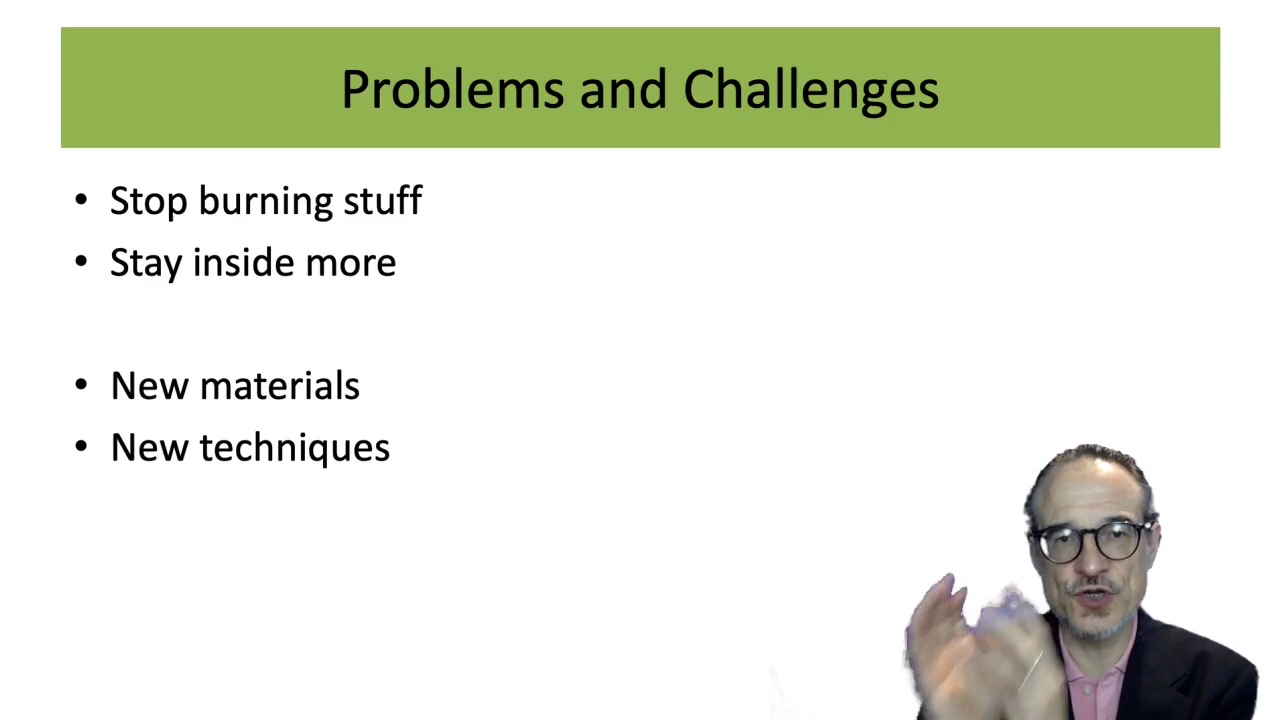 Problems and Challenges
• Stop burning stuff
• Stay inside more
• New materials
• New techniques